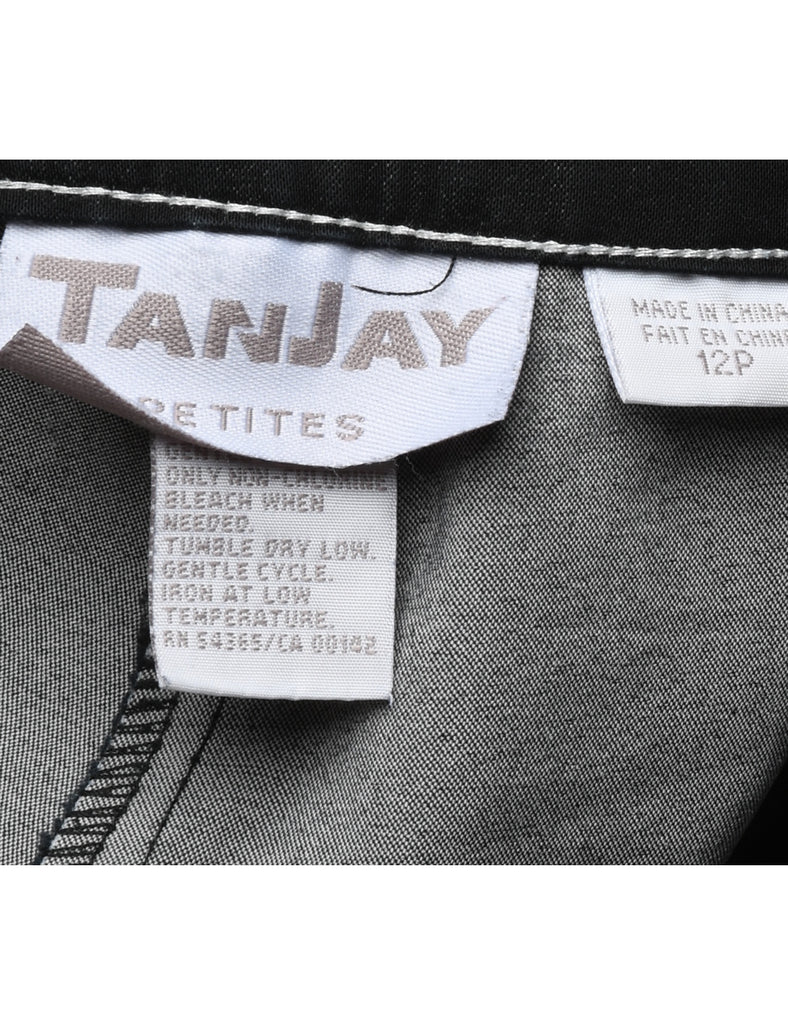 TANJAY
PETITES
ONLY NON-CHLORINE
BLEACH WHEN
NEEDED.
TUMBLE DRY LOW.
GENTLE CYCLE.
IRON AT LOW
TEMPERATURE.
RN 54365/CA 00142
MADE IN CHINA
FAIT EN CHINE
12P